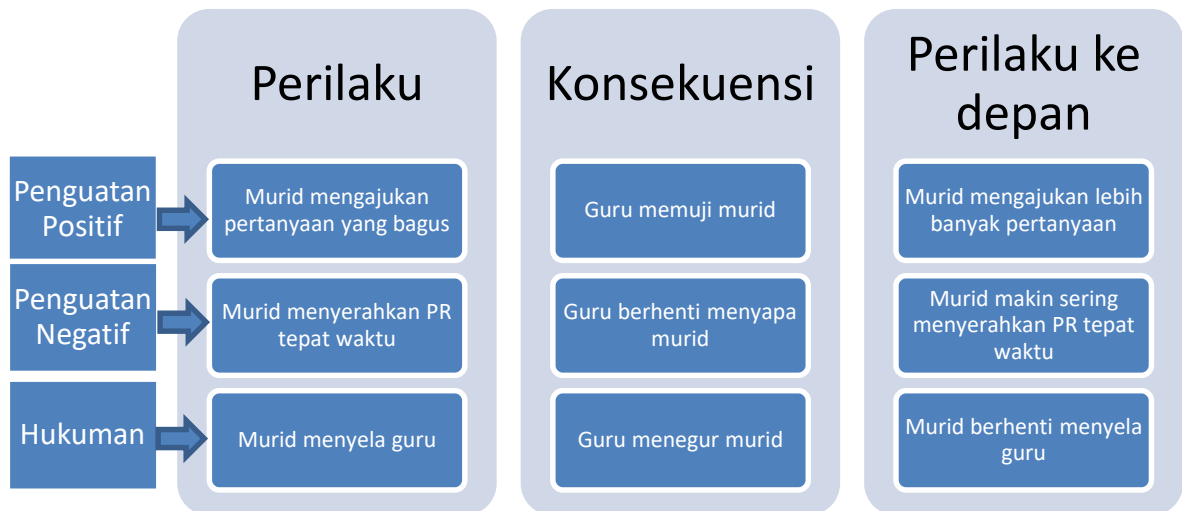 Perilaku
Konsekuensi
Perilaku ke
depan
Penguatan
Positif
Murid mengajukan
pertanyaan yang bagus
Guru memuji murid
Murid mengajukan lebih
banyak pertanyaan
Penguatan
Negatif
Murid menyerahkan PR
tepat waktu
Guru berhenti menyapa
murid
Murid makin sering
menyerahkan PR tepat
waktu
Hukuman
Murid menyela guru
Guru menegur murid
Murid berhenti menyela
guru